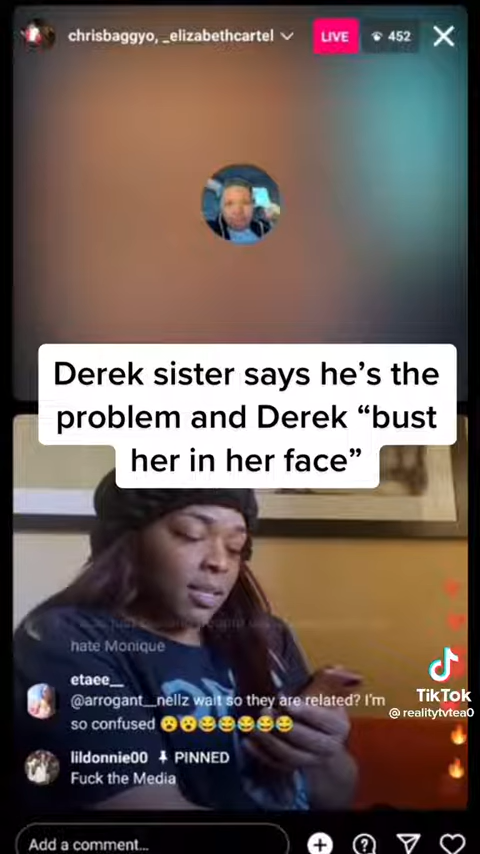 chrisbaggyo, _elizabethcartel
LIVE
452
Derek sister says he's the
problem and Derek “bust
her in her face”
hate Monique
etaee__
@arrogant__nellz wait so they are related? I'm
so confused 😮😮😂😂😂😂😂
lildonnie00 📌 PINNED
Fuck the Media
TikTok
@realitytvtea0
Add a comment...